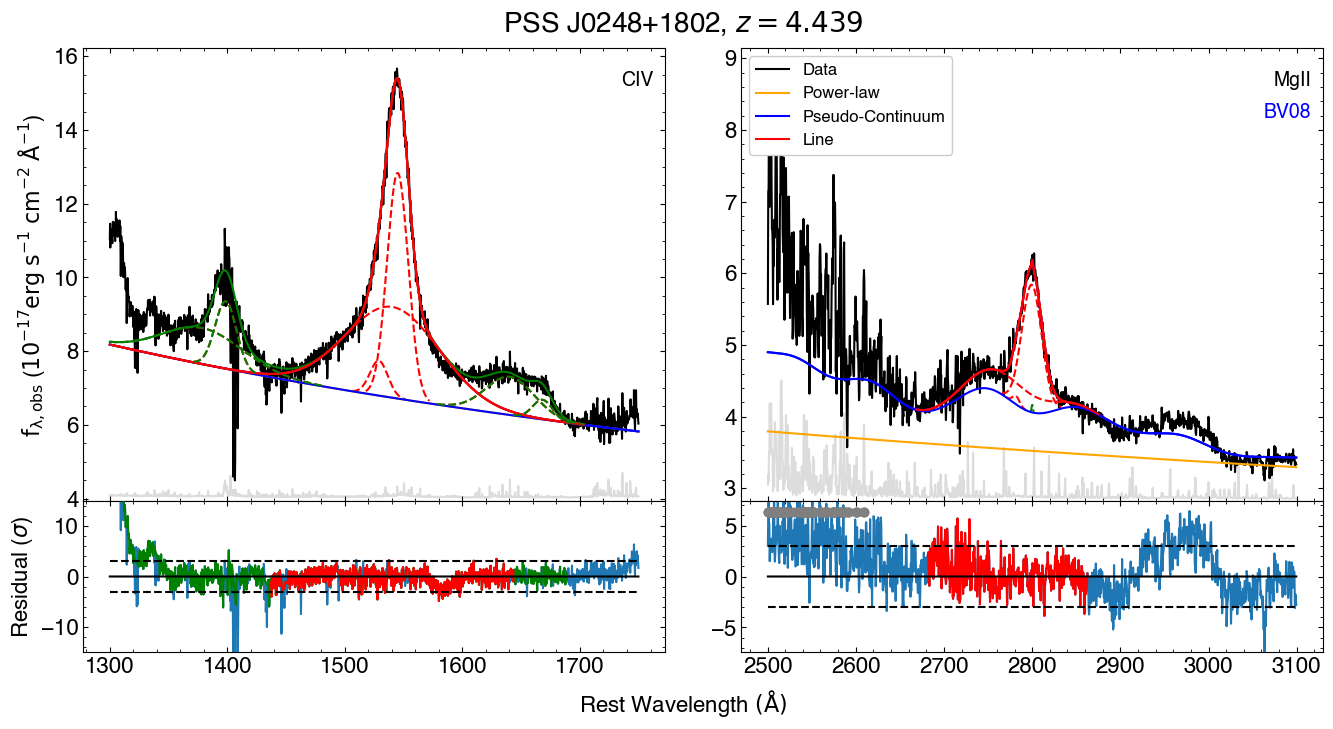 PSS J0248+1802, z = 4.439
CIV
MgII
BV08
Data
Power-law
Pseudo-Continuum
Line
f_λ,obs (10⁻¹⁷erg s⁻¹ cm⁻² Å⁻¹)
16
14
12
10
8
6
4
9
8
7
6
5
4
3
Residual (σ)
10
0
−10
5
0
−5
1300 1400 1500 1600 1700
2500 2600 2700 2800 2900 3000 3100
Rest Wavelength (Å)